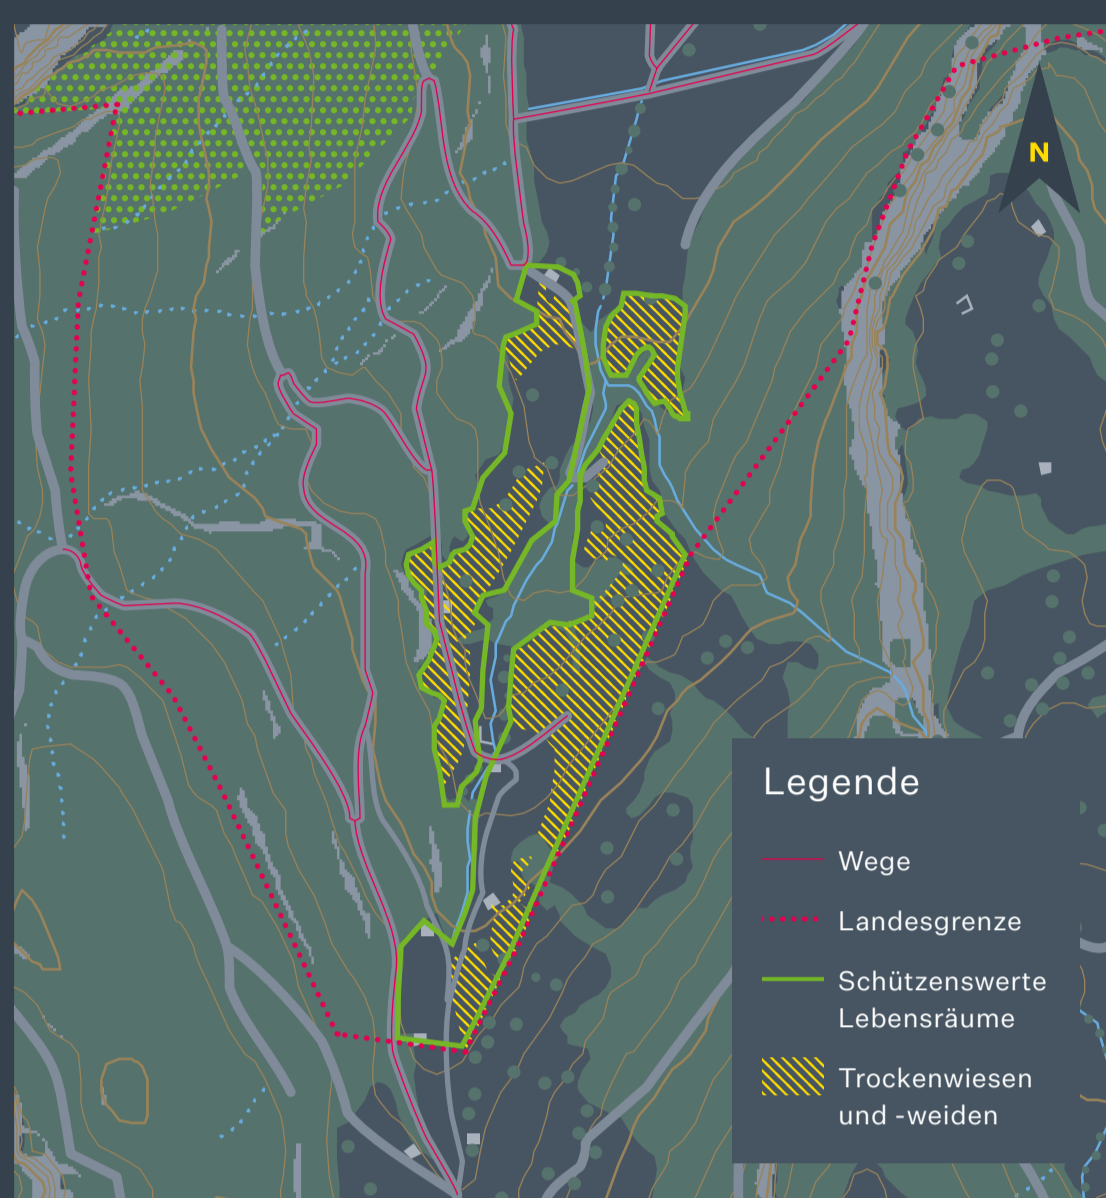 N
Legende
Wege
Landesgrenze
Schützenswerte
Lebensräume
Trockenwiesen
und -weiden